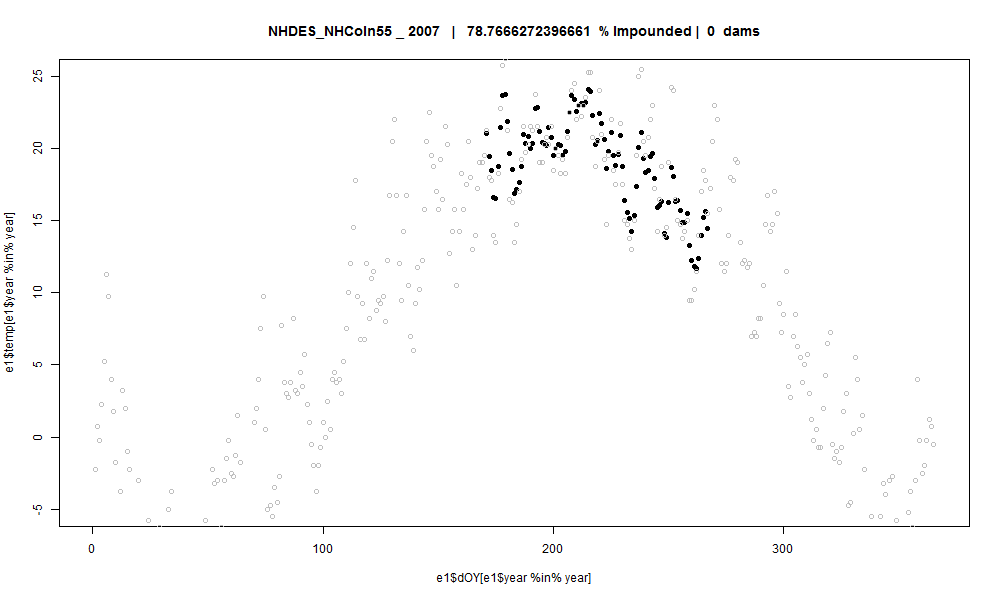 NHDES_NHCoIn55 _ 2007 | 78.7666272396661 % Impounded | 0 dams
e1$temp[e1$year %in% year]
25
20
15
10
5
0
-5
0 100 200 300
e1$dOY[e1$year %in% year]